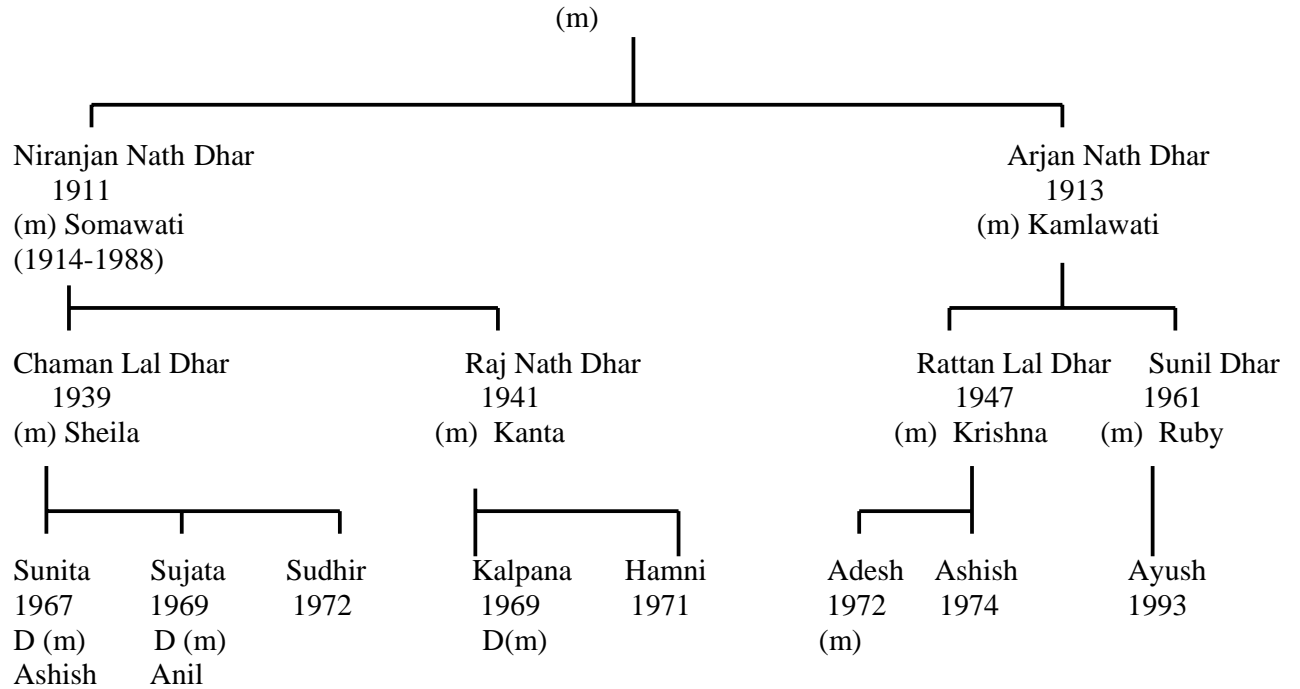 (m)
Niranjan Nath Dhar Arjan Nath Dhar
1911 1913
(m) Somawati (m) Kamlawati
(1914-1988)
Chaman Lal Dhar Raj Nath Dhar Rattan Lal Dhar Sunil Dhar
1939 1941 1947 1961
(m) Sheila (m) Kanta (m) Krishna (m) Ruby
Sunita Sujata Sudhir Kalpana Hamni Adesh Ashish Ayush
1967 1969 1972 1969 1971 1972 1974 1993
D (m) D (m) D(m) (m)
Ashish Anil